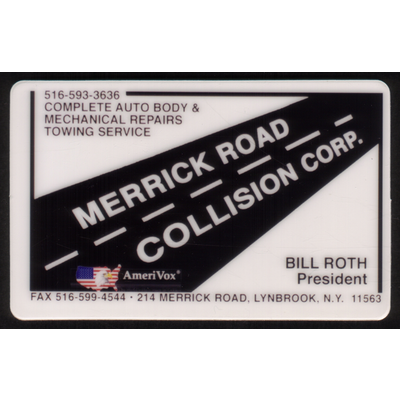 516-593-3636
COMPLETE AUTO BODY &
MECHANICAL REPAIRS
TOWING SERVICE
MERRICK ROAD
COLLISION CORP.
AmeriVox®
BILL ROTH
President
FAX 516-599-4544 · 214 MERRICK ROAD, LYNBROOK, N.Y. 11563